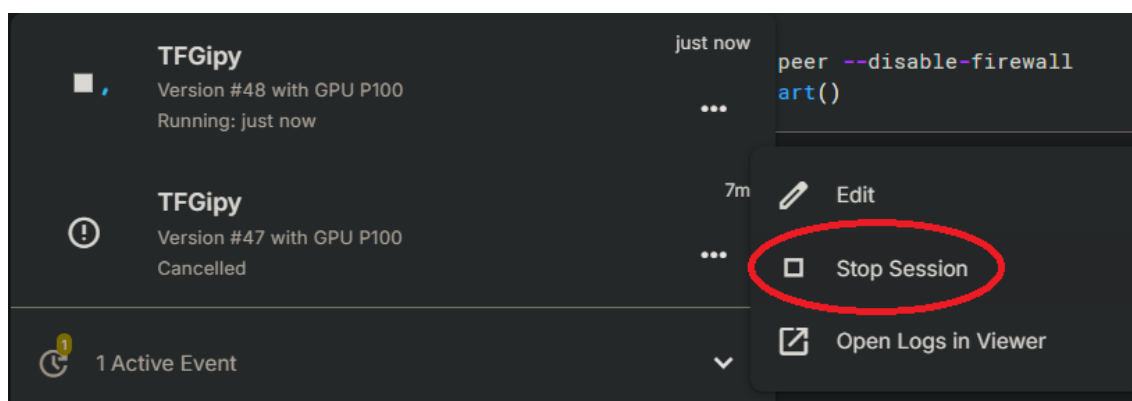 TFGipy
just now
Version #48 with GPU P100
Running: just now
peer --disable-firewall
art()
TFGipy
7m
Version #47 with GPU P100
Cancelled
Edit
Stop Session
Open Logs in Viewer
1
1 Active Event